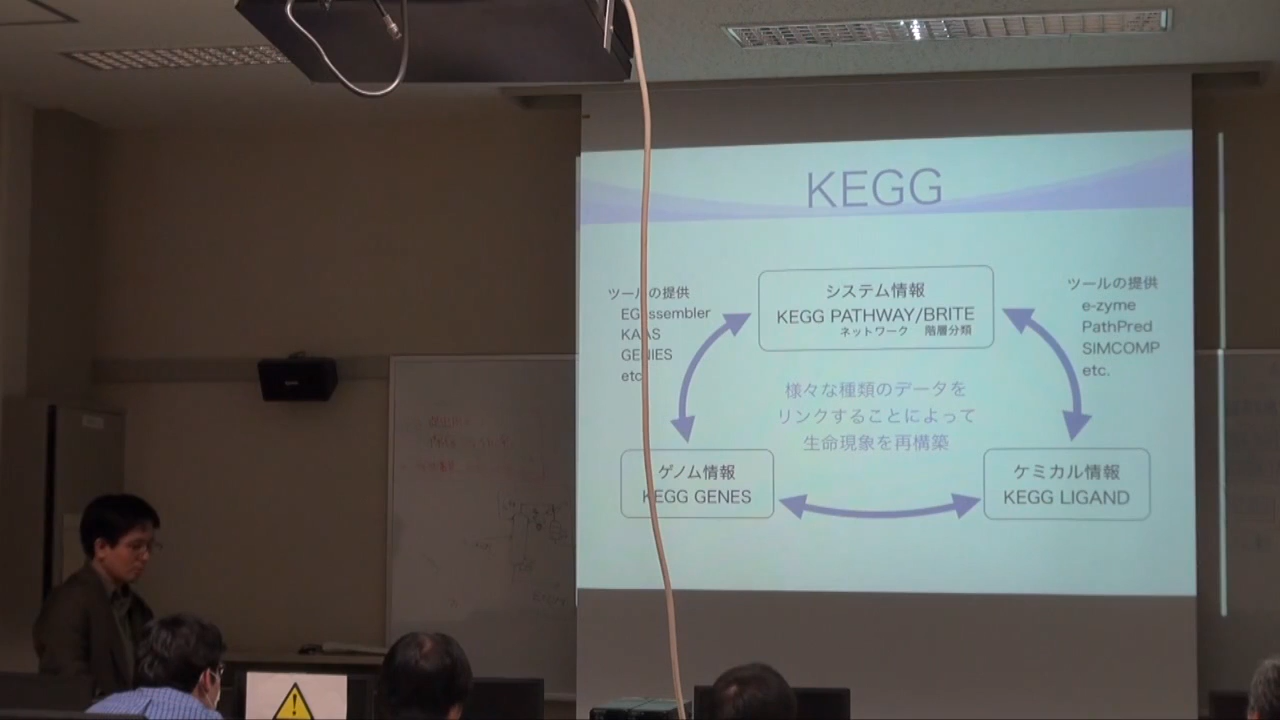 KEGG
ツールの提供
EGassembler
KAAS
GENIES
etc.
システム情報
KEGG PATHWAY/BRITE
ネットワーク 階層分類
ツールの提供
e-zyme
PathPred
SIMCOMP
etc.
様々な種類のデータを
リンクすることによって
生命現象を再構築
ゲノム情報
KEGG GENES
ケミカル情報
KEGG LIGAND